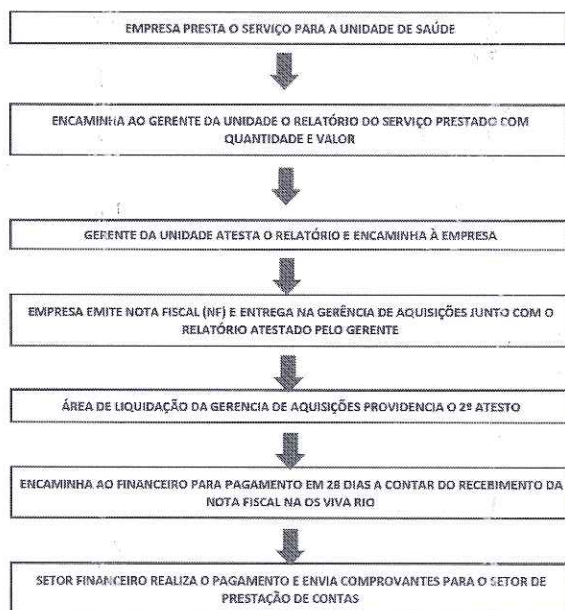 EMPRESA PRESTA O SERVIÇO PARA A UNIDADE DE SAÚDE
ENCAMINHA AO GERENTE DA UNIDADE O RELATÓRIO DO SERVIÇO PRESTADO COM
QUANTIDADE E VALOR
GERENTE DA UNIDADE ATESTA O RELATÓRIO E ENCAMINHA À EMPRESA
EMPRESA EMITE NOTA FISCAL (NF) E ENTREGA NA GERÊNCIA DE AQUISIÇÕES JUNTO COM O
RELATÓRIO ATESTADO PELO GERENTE
ÁREA DE LIQUIDAÇÃO DA GERENCIA DE AQUISIÇÕES PROVIDENCIA O 2º ATESTO
ENCAMINHA AO FINANCEIRO PARA PAGAMENTO EM 28 DIAS A CONTAR DO RECEBIMENTO DA
NOTA FISCAL NA OS VIVA RIO
SETOR FINANCEIRO REALIZA O PAGAMENTO E ENVIA COMPROVANTES PARA O SETOR DE
PRESTAÇÃO DE CONTAS